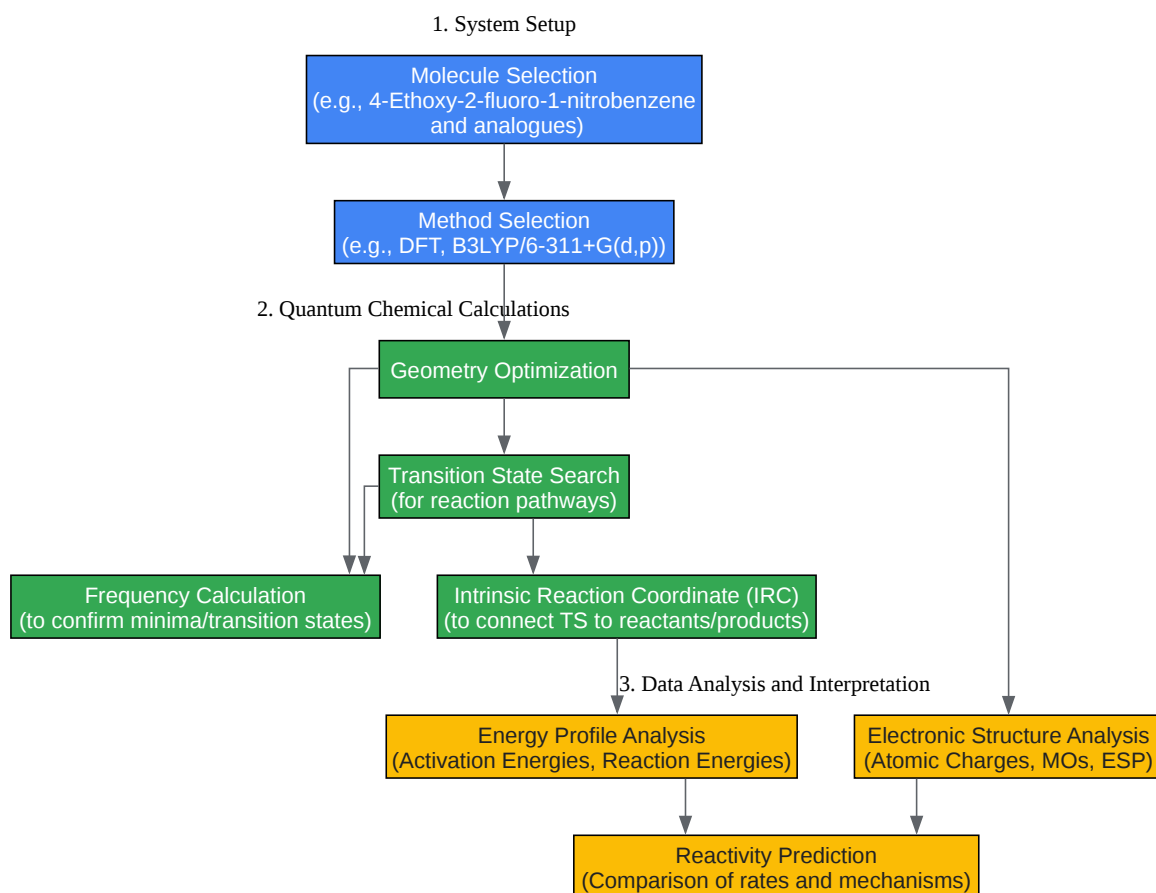 1. System Setup
Molecule Selection
(e.g., 4-Ethoxy-2-fluoro-1-nitrobenzene
and analogues)
Method Selection
(e.g., DFT, B3LYP/6-311+G(d,p))
2. Quantum Chemical Calculations
Geometry Optimization
Transition State Search
(for reaction pathways)
Frequency Calculation
(to confirm minima/transition states)
Intrinsic Reaction Coordinate (IRC)
(to connect TS to reactants/products)
3. Data Analysis and Interpretation
Energy Profile Analysis
(Activation Energies, Reaction Energies)
Electronic Structure Analysis
(Atomic Charges, MOs, ESP)
Reactivity Prediction
(Comparison of rates and mechanisms)